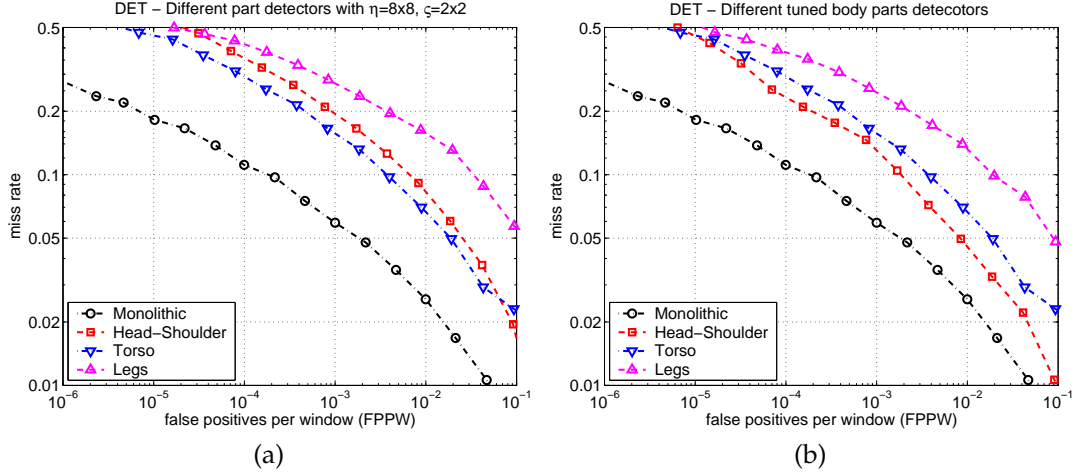 DET – Different part detectors with η=8x8, ς=2x2
0.5
0.2
0.1
0.05
0.02
0.01
miss rate
Monolithic
Head–Shoulder
Torso
Legs
10⁻⁶
10⁻⁵
10⁻⁴
10⁻³
10⁻²
10⁻¹
false positives per window (FPPW)
(a)
DET – Different tuned body parts detecotors
0.5
0.2
0.1
0.05
0.02
0.01
miss rate
Monolithic
Head–Shoulder
Torso
Legs
10⁻⁶
10⁻⁵
10⁻⁴
10⁻³
10⁻²
10⁻¹
false positives per window (FPPW)
(b)